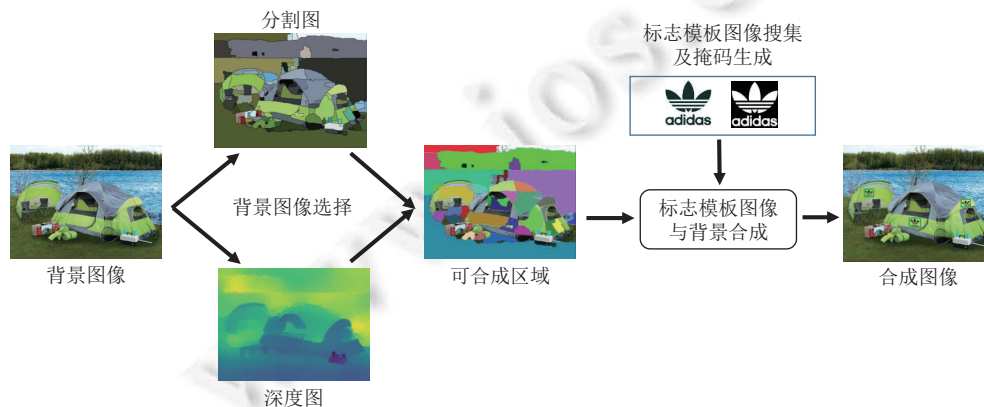 分割图
标志模板图像搜集
及掩码生成
adidas
adidas
背景图像选择
标志模板图像
与背景合成
背景图像
可合成区域
合成图像
深度图